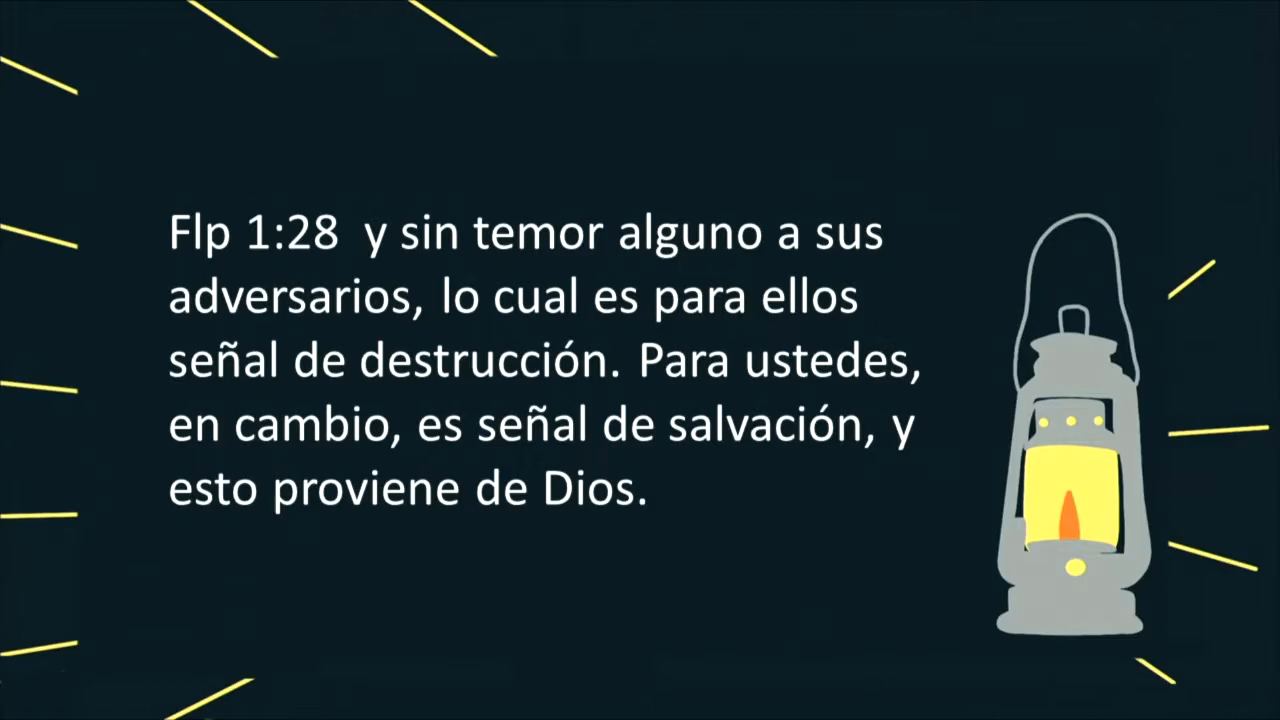 Flp 1:28  y sin temor alguno a sus
adversarios, lo cual es para ellos
señal de destrucción. Para ustedes,
en cambio, es señal de salvación, y
esto proviene de Dios.